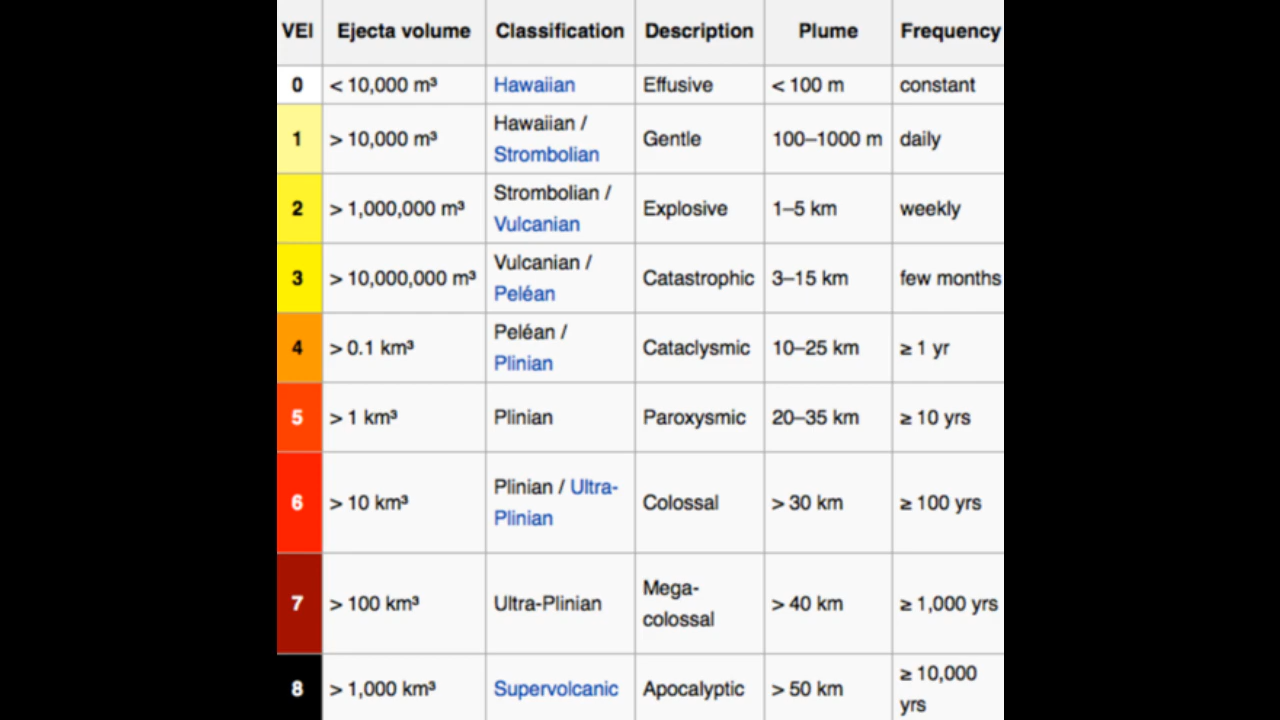 VEI Ejecta volume Classification Description Plume Frequency
0 < 10,000 m³ Hawaiian Effusive < 100 m constant
1 > 10,000 m³ Hawaiian / Strombolian Gentle 100–1000 m daily
2 > 1,000,000 m³ Strombolian / Vulcanian Explosive 1–5 km weekly
3 > 10,000,000 m³ Vulcanian / Peléan Catastrophic 3–15 km few months
4 > 0.1 km³ Peléan / Plinian Cataclysmic 10–25 km ≥ 1 yr
5 > 1 km³ Plinian Paroxysmic 20–35 km ≥ 10 yrs
6 > 10 km³ Plinian / Ultra-Plinian Colossal > 30 km ≥ 100 yrs
7 > 100 km³ Ultra-Plinian Mega-colossal > 40 km ≥ 1,000 yrs
8 > 1,000 km³ Supervolcanic Apocalyptic > 50 km ≥ 10,000 yrs